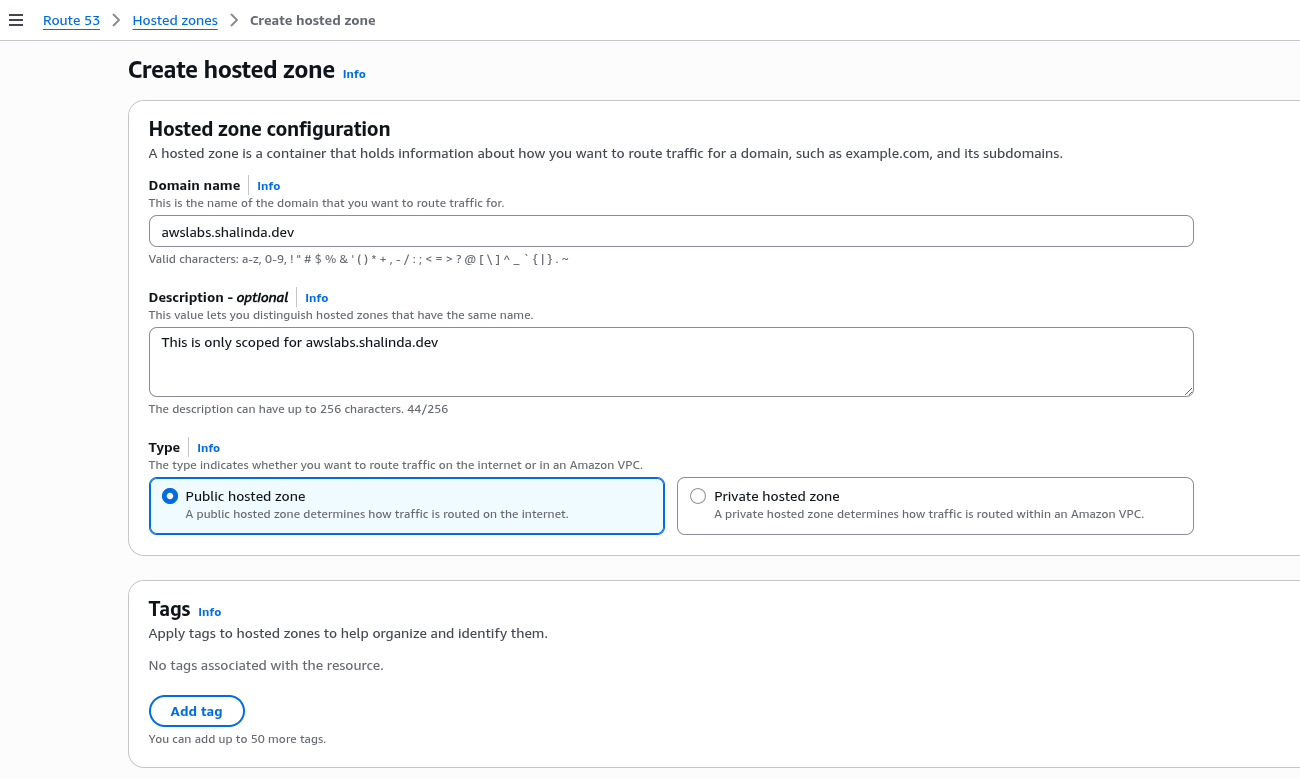 Route 53 > Hosted zones > Create hosted zone
Create hosted zone Info
Hosted zone configuration
A hosted zone is a container that holds information about how you want to route traffic for a domain, such as example.com, and its subdomains.
Domain name Info
This is the name of the domain that you want to route traffic for.
awslabs.shalinda.dev
Valid characters: a-z, 0-9, ! " # $ % & ' ( ) * + , - / : ; < = > ? @ [ \ ] ^ _ ` { | } . ~
Description - optional Info
This value lets you distinguish hosted zones that have the same name.
This is only scoped for awslabs.shalinda.dev
The description can have up to 256 characters. 44/256
Type Info
The type indicates whether you want to route traffic on the internet or in an Amazon VPC.
Public hosted zone
A public hosted zone determines how traffic is routed on the internet.
Private hosted zone
A private hosted zone determines how traffic is routed within an Amazon VPC.
Tags Info
Apply tags to hosted zones to help organize and identify them.
No tags associated with the resource.
Add tag
You can add up to 50 more tags.